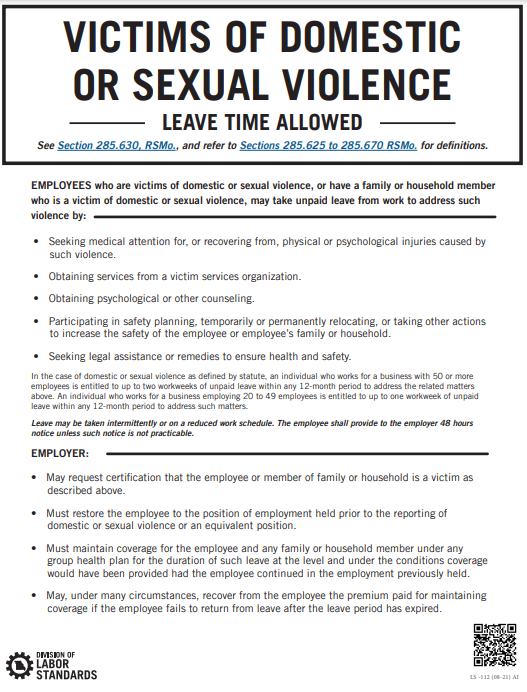 VICTIMS OF DOMESTIC
OR SEXUAL VIOLENCE
LEAVE TIME ALLOWED
See Section 285.630, RSMo., and refer to Sections 285.625 to 285.670 RSMo. for definitions.
EMPLOYEES who are victims of domestic or sexual violence, or have a family or household member
who is a victim of domestic or sexual violence, may take unpaid leave from work to address such
violence by:
• Seeking medical attention for, or recovering from, physical or psychological injuries caused by
such violence.
• Obtaining services from a victim services organization.
• Obtaining psychological or other counseling.
• Participating in safety planning, temporarily or permanently relocating, or taking other actions
to increase the safety of the employee or employee's family or household.
• Seeking legal assistance or remedies to ensure health and safety.
In the case of domestic or sexual violence as defined by statute, an individual who works for a business with 50 or more
employees is entitled to up to two workweeks of unpaid leave within any 12-month period to address the related matters
above. An individual who works for a business employing 20 to 49 employees is entitled to up to one workweek of unpaid
leave within any 12-month period to address such matters.
Leave may be taken intermittently or on a reduced work schedule. The employee shall provide to the employer 48 hours
notice unless such notice is not practicable.
EMPLOYER:
• May request certification that the employee or member of family or household is a victim as
described above.
• Must restore the employee to the position of employment held prior to the reporting of
domestic or sexual violence or an equivalent position.
• Must maintain coverage for the employee and any family or household member under any
group health plan for the duration of such leave at the level and under the conditions coverage
would have been provided had the employee continued in the employment previously held.
• May, under many circumstances, recover from the employee the premium paid for maintaining
coverage if the employee fails to return from leave after the leave period has expired.
DIVISION OF
LABOR
STANDARDS
LS -112 (08-21) AI